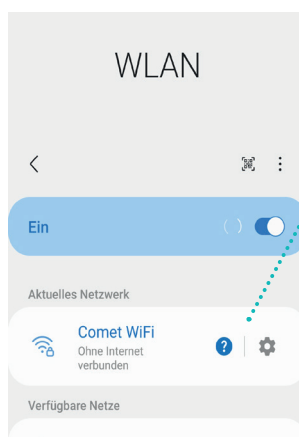 WLAN
Ein
Aktuelles Netzwerk
Comet WiFi
Ohne Internet
verbunden
?
Verfügbare Netze